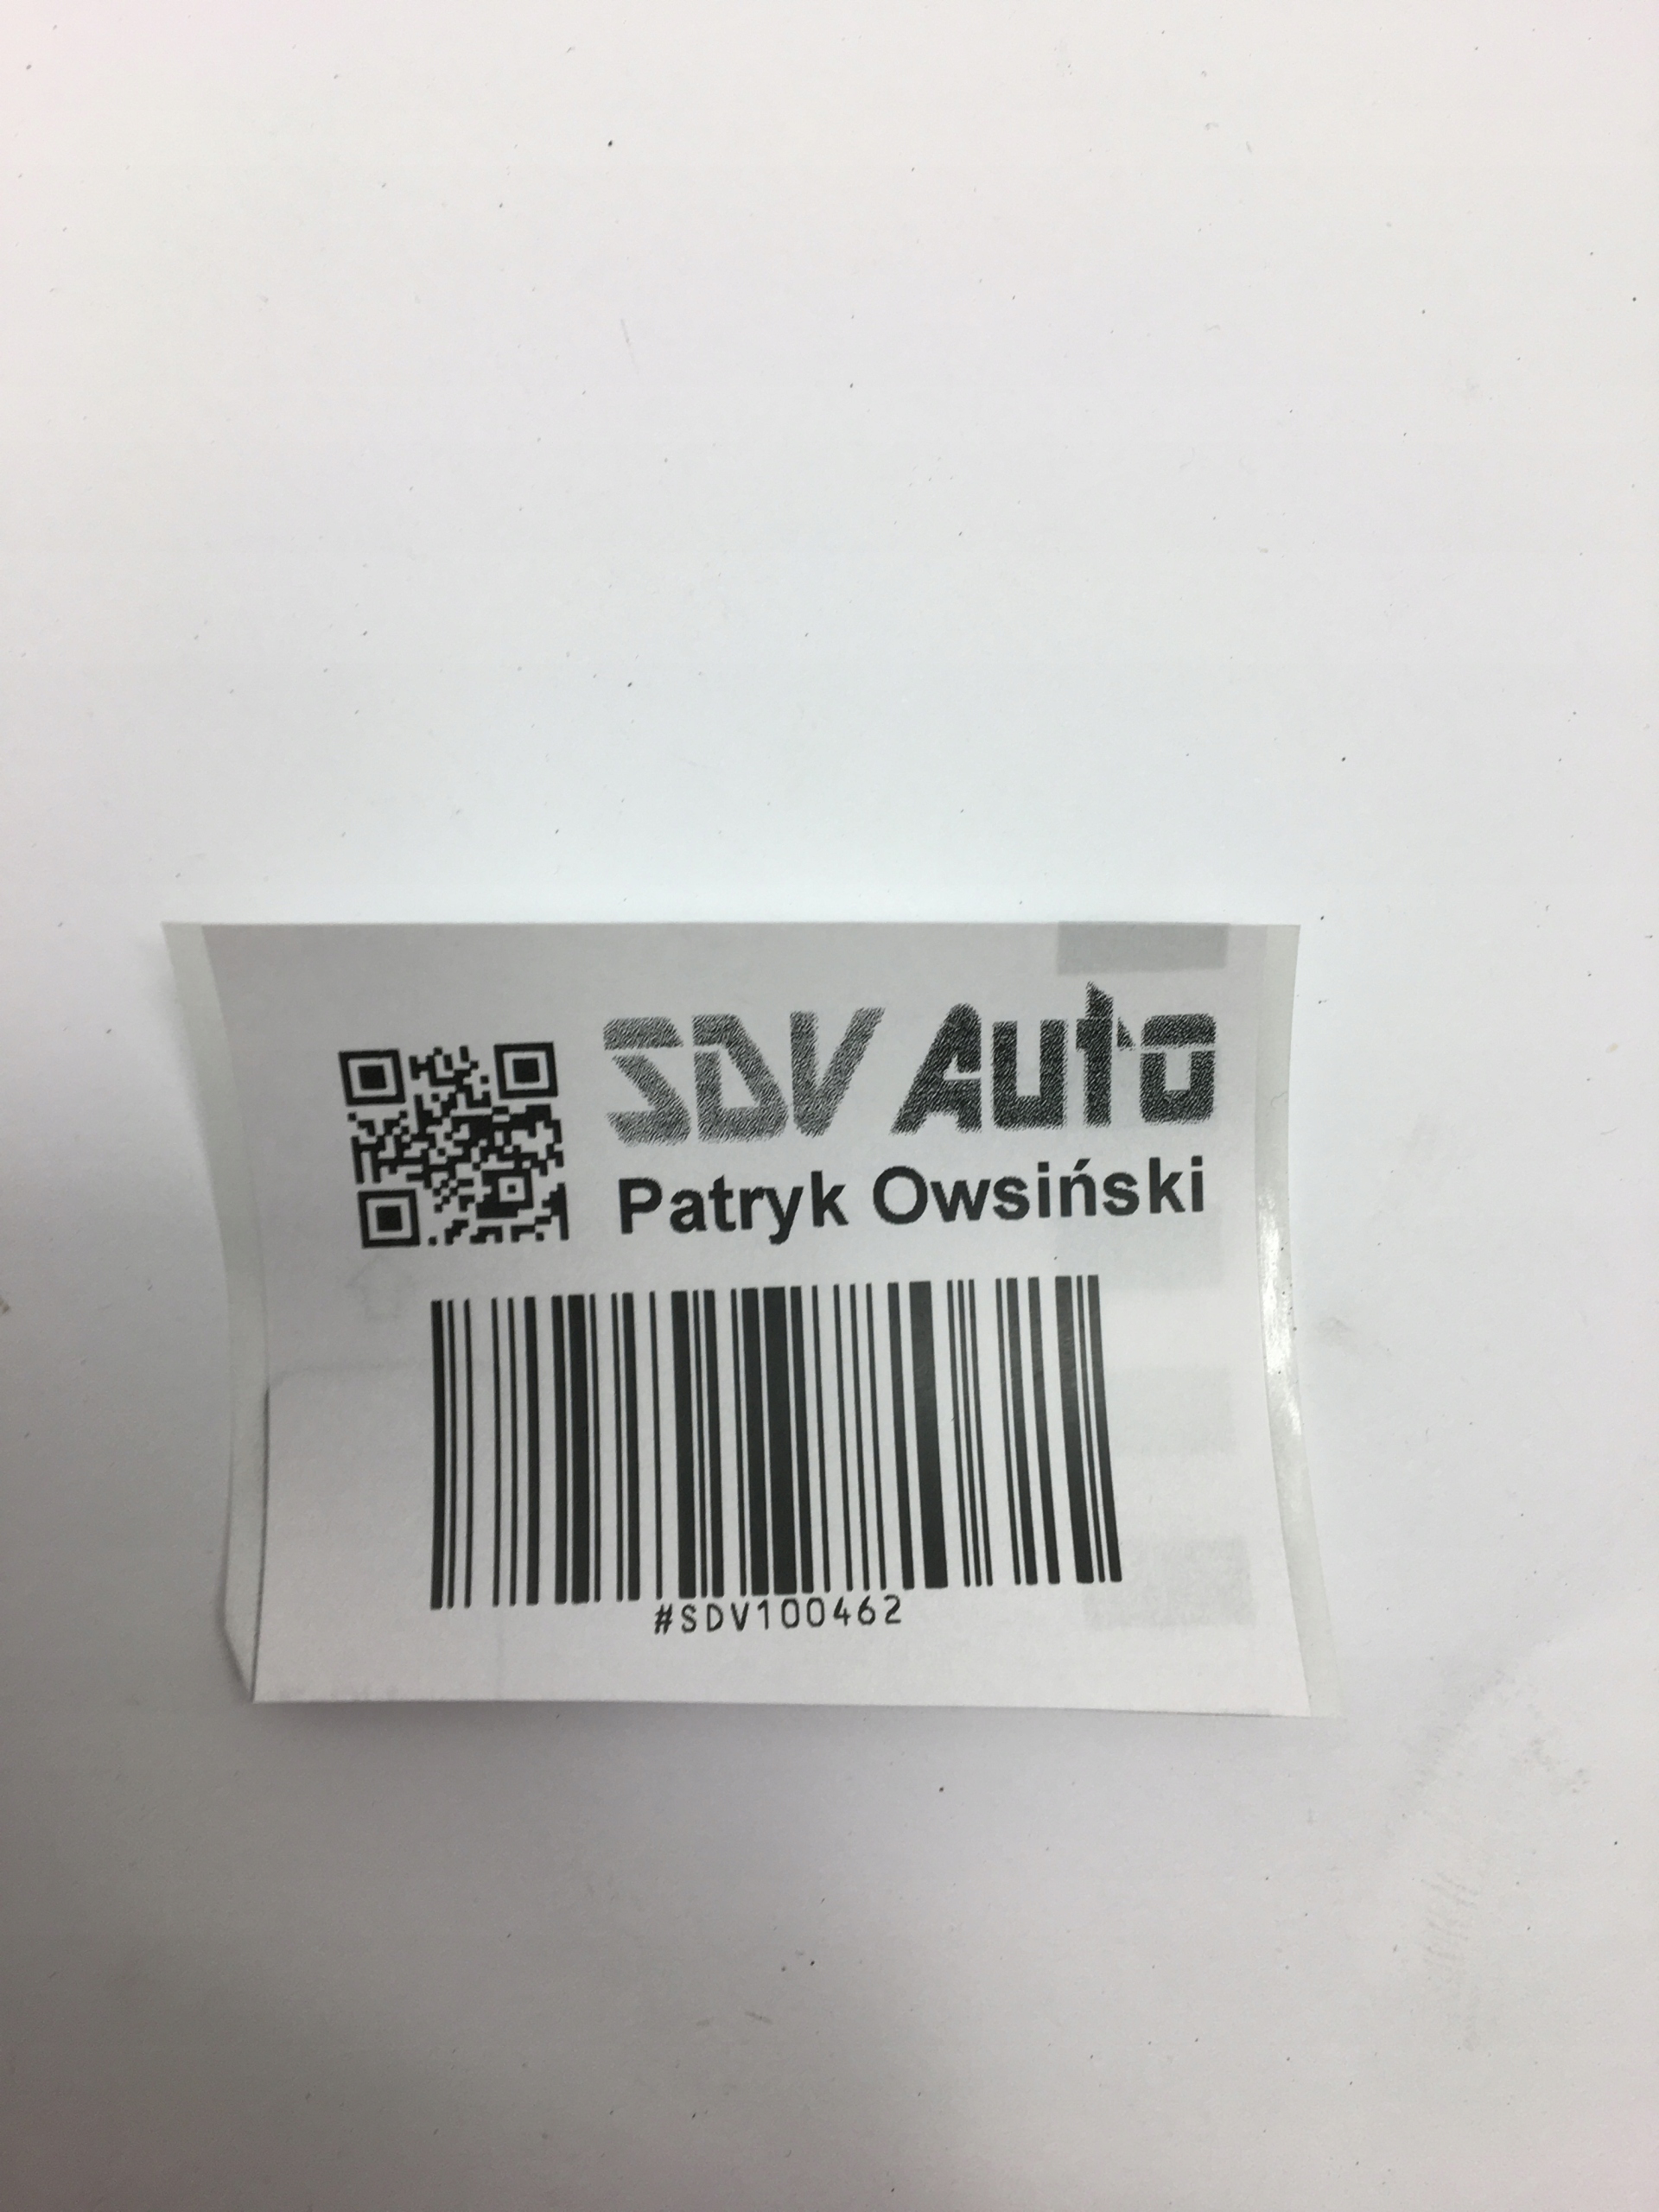 SDV Auto
Patryk Owsiński
#SDV100462